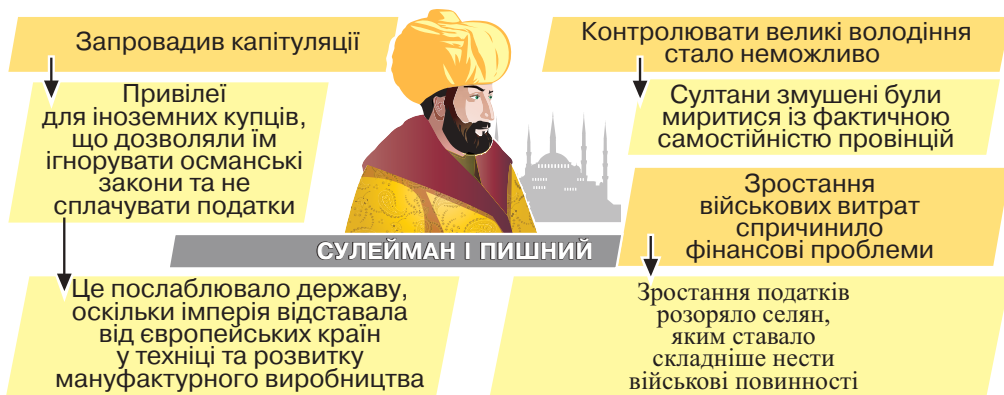 Запровадив капітуляції
Привілеї
для іноземних купців,
що дозволяли їм
ігнорувати османські
закони та не
сплачувати податки
Це послаблювало державу,
оскільки імперія відставала
від європейських країн
у техніці та розвитку
мануфактурного виробництва
СУЛЕЙМАН І ПИШНИЙ
Контролювати великі володіння
стало неможливо
Султани змушені були
миритися із фактичною
самостійністю провінцій
Зростання
військових витрат
спричинило
фінансові проблеми
Зростання податків
розоряло селян,
яким ставало
складніше нести
військові повинності